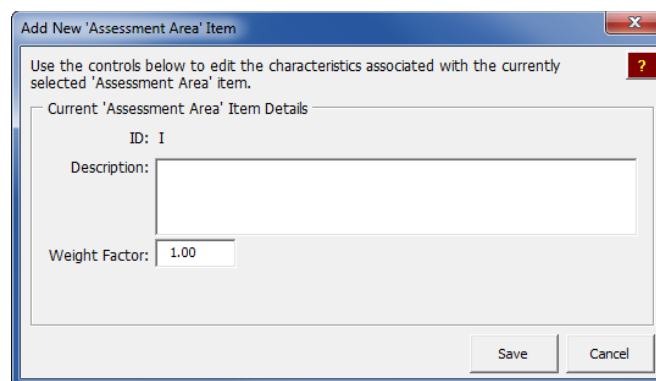 Add New 'Assessment Area' Item
X
Use the controls below to edit the characteristics associated with the currently
selected 'Assessment Area' item.
?
Current 'Assessment Area' Item Details
ID: I
Description:
Weight Factor: 1.00
Save Cancel